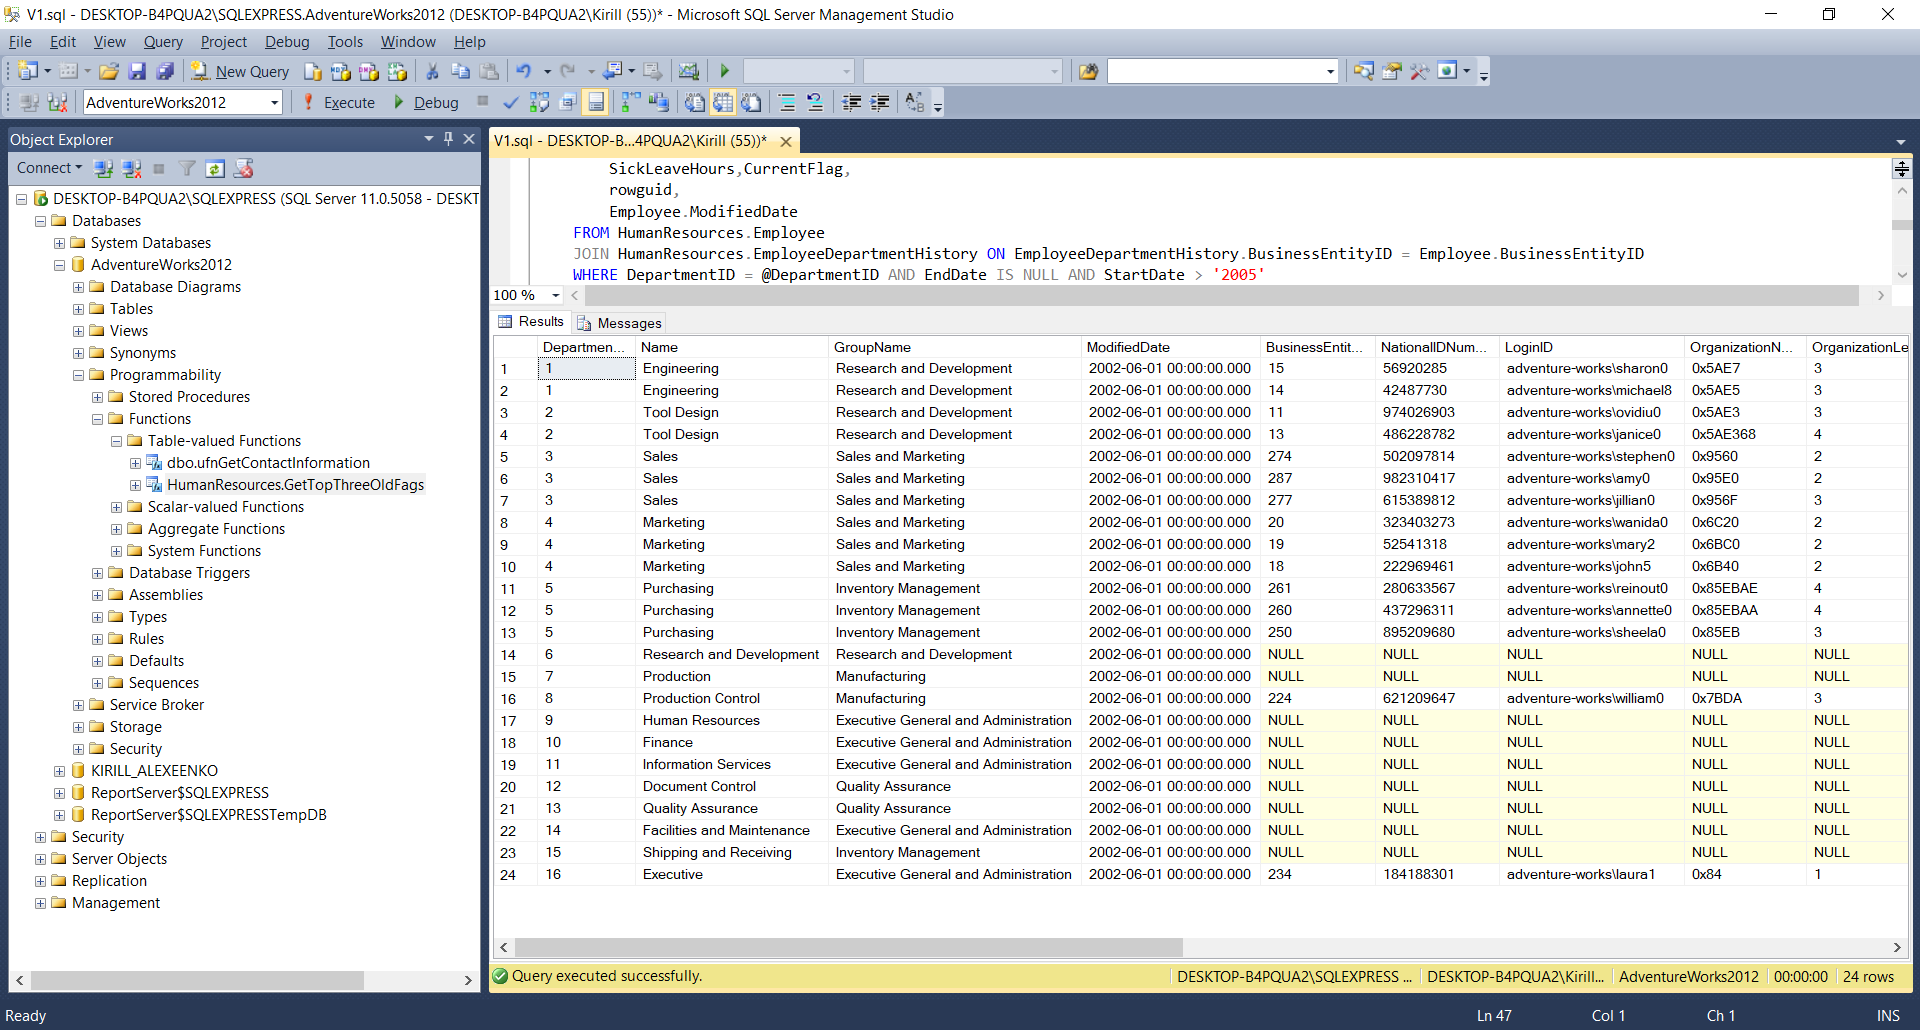 V1.sql - DESKTOP-B4PQUA2\SQLEXPRESS.AdventureWorks2012 (DESKTOP-B4PQUA2\Kirill (55))* - Microsoft SQL Server Management Studio
File Edit View Query Project Debug Tools Window Help
New Query
AdventureWorks2012 Execute Debug
Object Explorer
Connect
DESKTOP-B4PQUA2\SQLEXPRESS (SQL Server 11.0.5058 - DESKT
Databases
System Databases
AdventureWorks2012
Database Diagrams
Tables
Views
Synonyms
Programmability
Stored Procedures
Functions
Table-valued Functions
dbo.ufnGetContactInformation
HumanResources.GetTopThreeOldFags
Scalar-valued Functions
Aggregate Functions
System Functions
Database Triggers
Assemblies
Types
Rules
Defaults
Sequences
Service Broker
Storage
Security
KIRILL_ALEXEENKO
ReportServer$SQLEXPRESS
ReportServer$SQLEXPRESSTempDB
Security
Server Objects
Replication
Management
V1.sql - DESKTOP-B...4PQUA2\Kirill (55))*
SickLeaveHours,CurrentFlag,
rowguid,
Employee.ModifiedDate
FROM HumanResources.Employee
JOIN HumanResources.EmployeeDepartmentHistory ON EmployeeDepartmentHistory.BusinessEntityID = Employee.BusinessEntityID
WHERE DepartmentID = @DepartmentID AND EndDate IS NULL AND StartDate > '2005'
100 %
Results Messages
Departmen... Name GroupName ModifiedDate BusinessEntit... NationalIDNum... LoginID OrganizationN... OrganizationLe
1 1 Engineering Research and Development 2002-06-01 00:00:00.000 15 56920285 adventure-works\sharon0 0x5AE7 3
2 1 Engineering Research and Development 2002-06-01 00:00:00.000 14 42487730 adventure-works\michael8 0x5AE5 3
3 2 Tool Design Research and Development 2002-06-01 00:00:00.000 11 974026903 adventure-works\ovidiu0 0x5AE3 3
4 2 Tool Design Research and Development 2002-06-01 00:00:00.000 13 486228782 adventure-works\janice0 0x5AE368 4
5 3 Sales Sales and Marketing 2002-06-01 00:00:00.000 274 502097814 adventure-works\stephen0 0x9560 2
6 3 Sales Sales and Marketing 2002-06-01 00:00:00.000 287 982310417 adventure-works\amy0 0x95E0 2
7 3 Sales Sales and Marketing 2002-06-01 00:00:00.000 277 615389812 adventure-works\jillian0 0x956F 3
8 4 Marketing Sales and Marketing 2002-06-01 00:00:00.000 20 323403273 adventure-works\wanida0 0x6C20 2
9 4 Marketing Sales and Marketing 2002-06-01 00:00:00.000 19 52541318 adventure-works\mary2 0x6BC0 2
10 4 Marketing Sales and Marketing 2002-06-01 00:00:00.000 18 222969461 adventure-works\john5 0x6B40 2
11 5 Purchasing Inventory Management 2002-06-01 00:00:00.000 261 280633567 adventure-works\reinout0 0x85EBAE 4
12 5 Purchasing Inventory Management 2002-06-01 00:00:00.000 260 437296311 adventure-works\annette0 0x85EBAA 4
13 5 Purchasing Inventory Management 2002-06-01 00:00:00.000 250 895209680 adventure-works\sheela0 0x85EB 3
14 6 Research and Development Research and Development 2002-06-01 00:00:00.000 NULL NULL NULL NULL NULL
15 7 Production Manufacturing 2002-06-01 00:00:00.000 NULL NULL NULL NULL NULL
16 8 Production Control Manufacturing 2002-06-01 00:00:00.000 224 621209647 adventure-works\william0 0x7BDA 3
17 9 Human Resources Executive General and Administration 2002-06-01 00:00:00.000 NULL NULL NULL NULL NULL
18 10 Finance Executive General and Administration 2002-06-01 00:00:00.000 NULL NULL NULL NULL NULL
19 11 Information Services Executive General and Administration 2002-06-01 00:00:00.000 NULL NULL NULL NULL NULL
20 12 Document Control Quality Assurance 2002-06-01 00:00:00.000 NULL NULL NULL NULL NULL
21 13 Quality Assurance Quality Assurance 2002-06-01 00:00:00.000 NULL NULL NULL NULL NULL
22 14 Facilities and Maintenance Executive General and Administration 2002-06-01 00:00:00.000 NULL NULL NULL NULL NULL
23 15 Shipping and Receiving Inventory Management 2002-06-01 00:00:00.000 NULL NULL NULL NULL NULL
24 16 Executive Executive General and Administration 2002-06-01 00:00:00.000 234 184188301 adventure-works\laura1 0x84 1
Query executed successfully. DESKTOP-B4PQUA2\SQLEXPRESS ... DESKTOP-B4PQUA2\Kirill... AdventureWorks2012 00:00:00 24 rows
Ready Ln 47 Col 1 Ch 1 INS